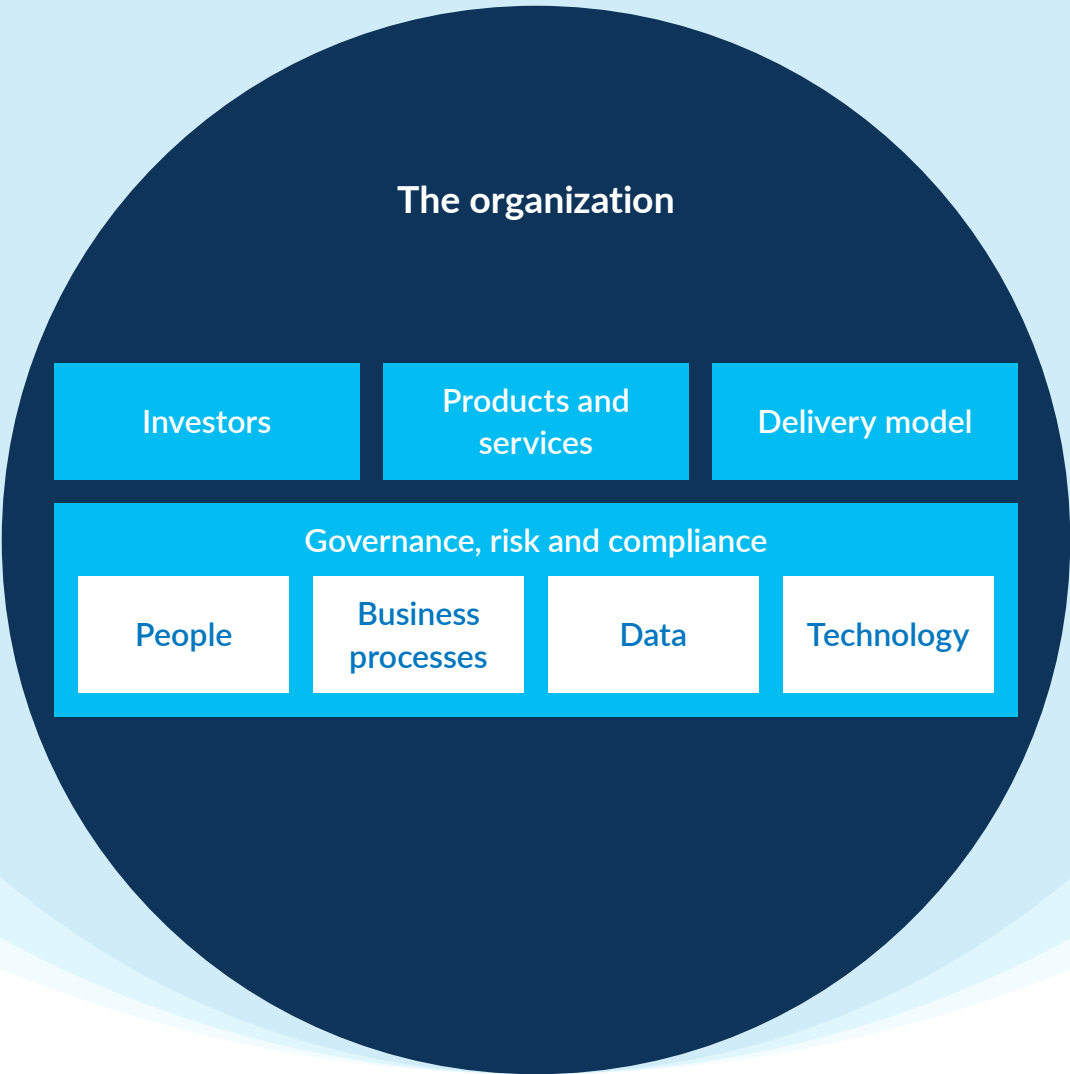 The organization
Investors
Products and
services
Delivery model
Governance, risk and compliance
People
Business
processes
Data
Technology